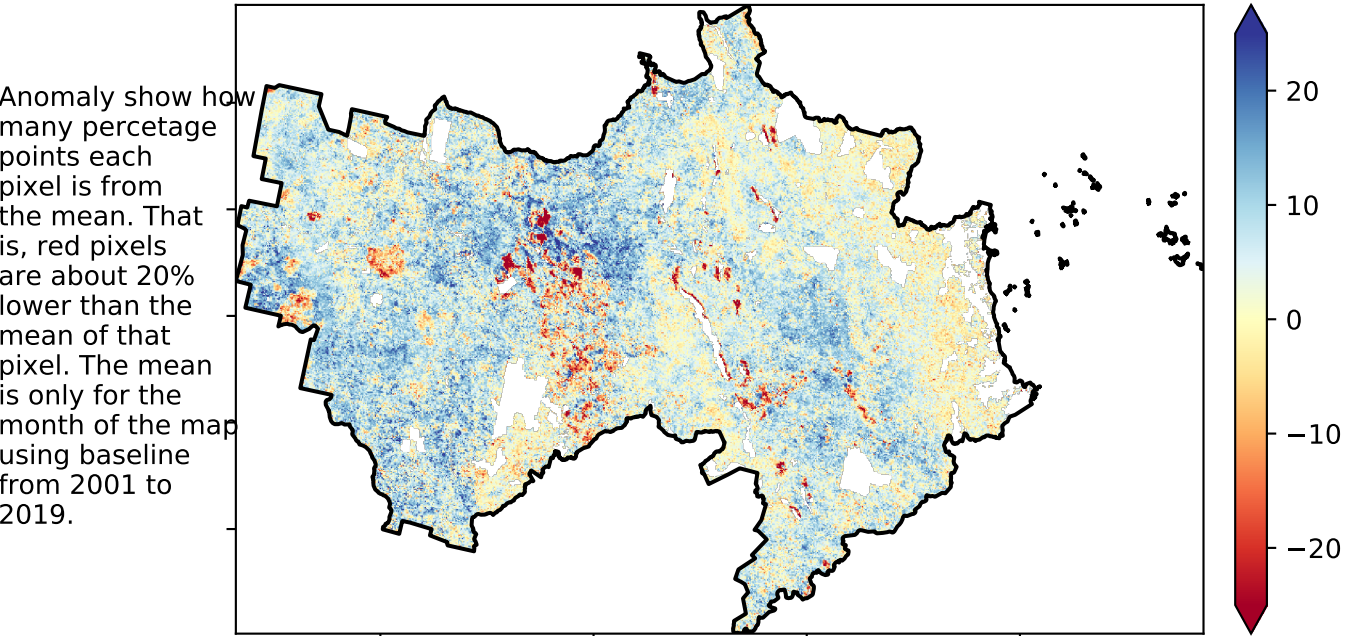 Anomaly show how
many percetage
points each
pixel is from
the mean. That
is, red pixels
are about 20%
lower than the
mean of that
pixel. The mean
is only for the
month of the map
using baseline
from 2001 to
2019.
20
10
0
−10
−20